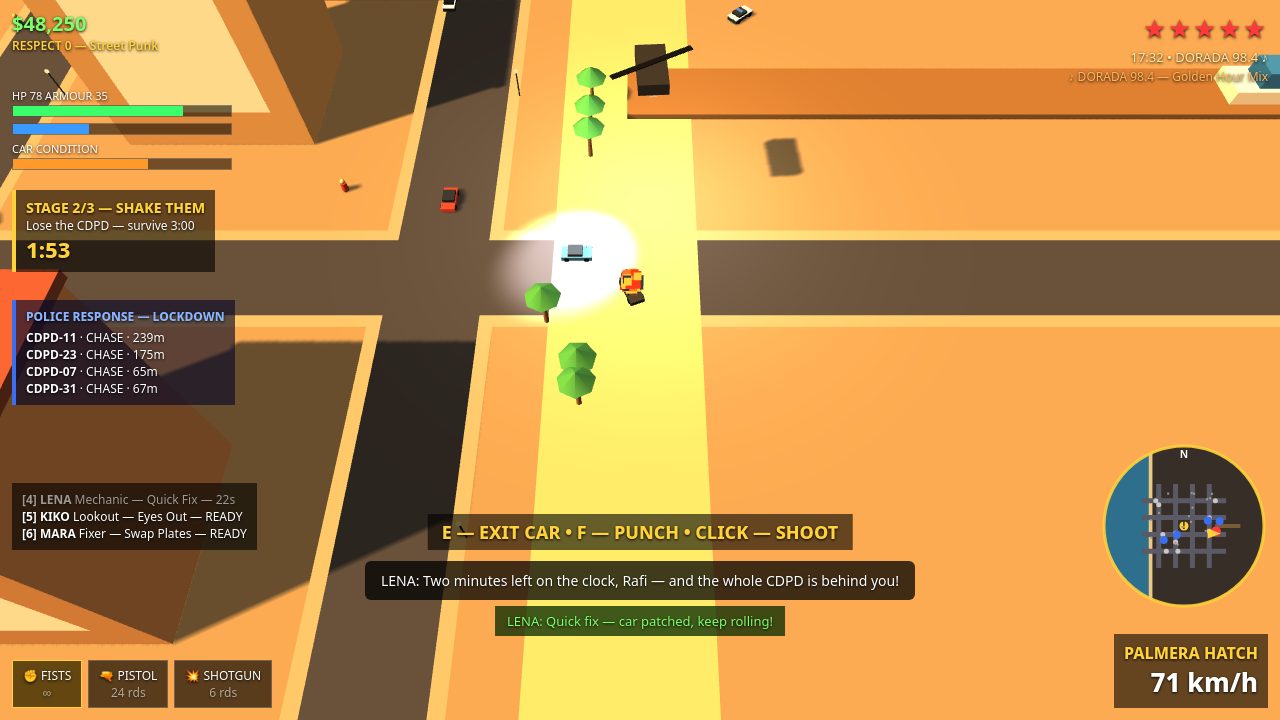 $48,250
RESPECT 0 — Street Punk
HP 78 ARMOUR 35
CAR CONDITION
STAGE 2/3 — SHAKE THEM
Lose the CDPD — survive 3:00
1:53
POLICE RESPONSE — LOCKDOWN
CDPD-11 · CHASE · 239m
CDPD-23 · CHASE · 175m
CDPD-07 · CHASE · 65m
CDPD-31 · CHASE · 67m
[4] LENA Mechanic — Quick Fix — 22s
[5] KIKO Lookout — Eyes Out — READY
[6] MARA Fixer — Swap Plates — READY
✊ FISTS
∞
🔫 PISTOL
24 rds
💥 SHOTGUN
6 rds
E — EXIT CAR • F — PUNCH • CLICK — SHOOT
LENA: Two minutes left on the clock, Rafi — and the whole CDPD is behind you!
LENA: Quick fix — car patched, keep rolling!
★ ★ ★ ★ ★
17:32 • DORADA 98.4 ♪
♪ DORADA 98.4 — Golden Hour Mix
N
PALMERA HATCH
71 km/h